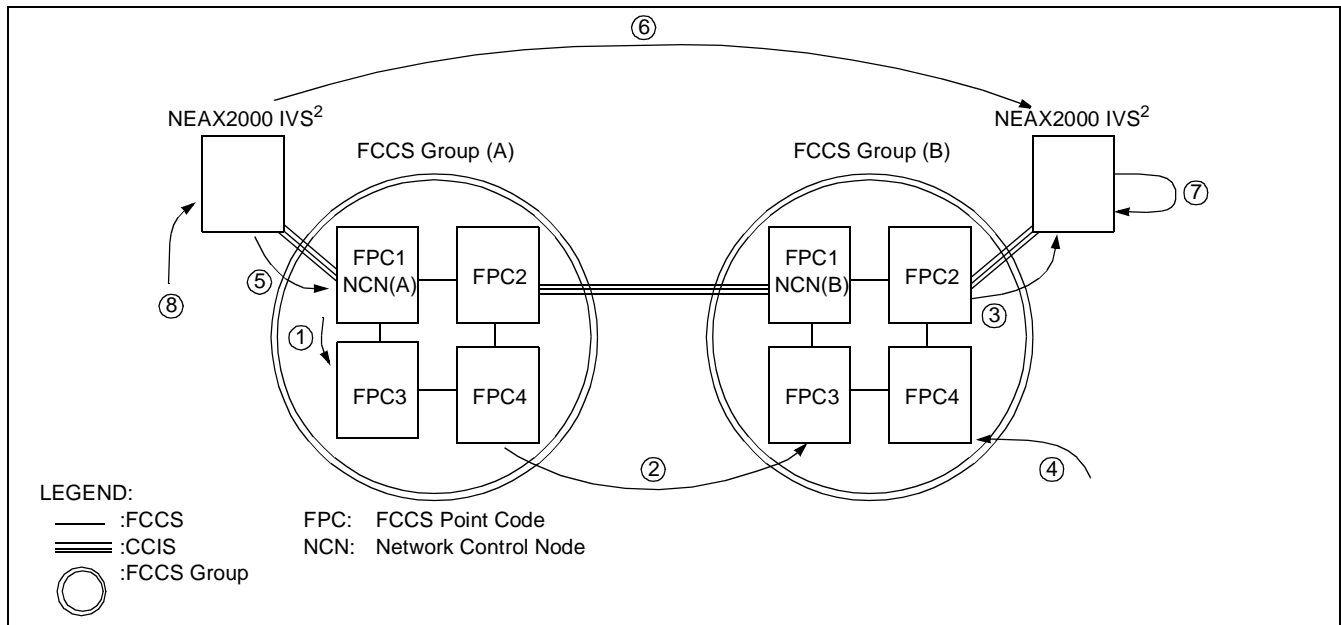 ⑥
NEAX2000 IVS²
NEAX2000 IVS²
FCCS Group (A)
FCCS Group (B)
⑦
FPC1
NCN(A)
FPC2
FPC1
NCN(B)
FPC2
⑤
⑧
③
①
FPC3
FPC4
FPC3
FPC4
②
④
LEGEND:
:FCCS
FPC: FCCS Point Code
:CCIS
NCN: Network Control Node
:FCCS Group